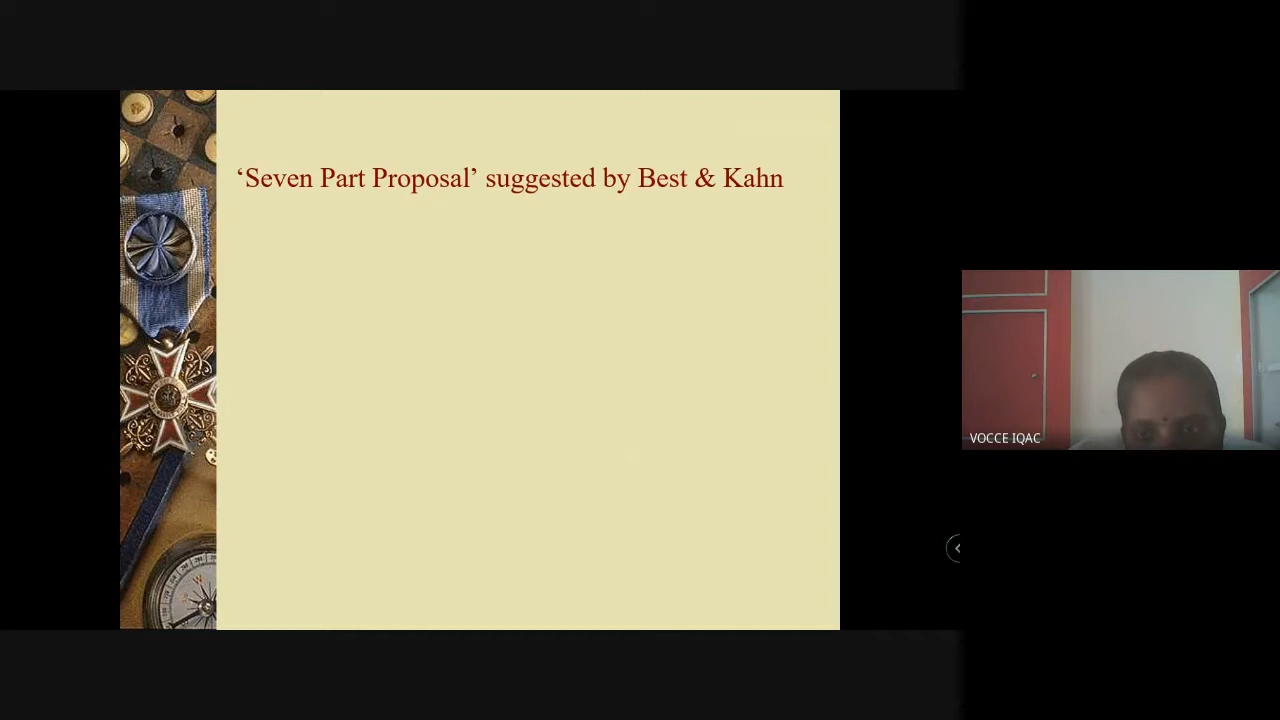 ‘Seven Part Proposal’ suggested by Best & Kahn
VOCCE IQAC